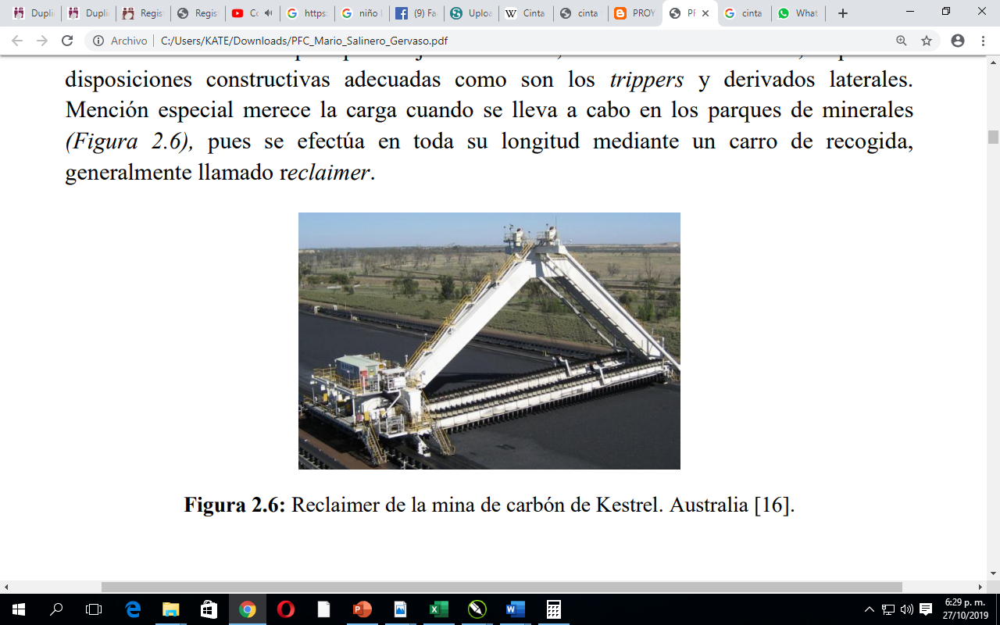 Dupli
Dupli
Regis
Regis
Co
https:
niño
(9) Fa
Uploa
Cinta
cinta
PROY
PF
cinta
What
Archivo | C:/Users/KATE/Downloads/PFC_Mario_Salinero_Gervaso.pdf
disposiciones constructivas adecuadas como son los trippers y derivados laterales.
Mención especial merece la carga cuando se lleva a cabo en los parques de minerales
(Figura 2.6), pues se efectúa en toda su longitud mediante un carro de recogida,
generalmente llamado reclaimer.
Figura 2.6: Reclaimer de la mina de carbón de Kestrel. Australia [16].
6:29 p. m.
27/10/2019